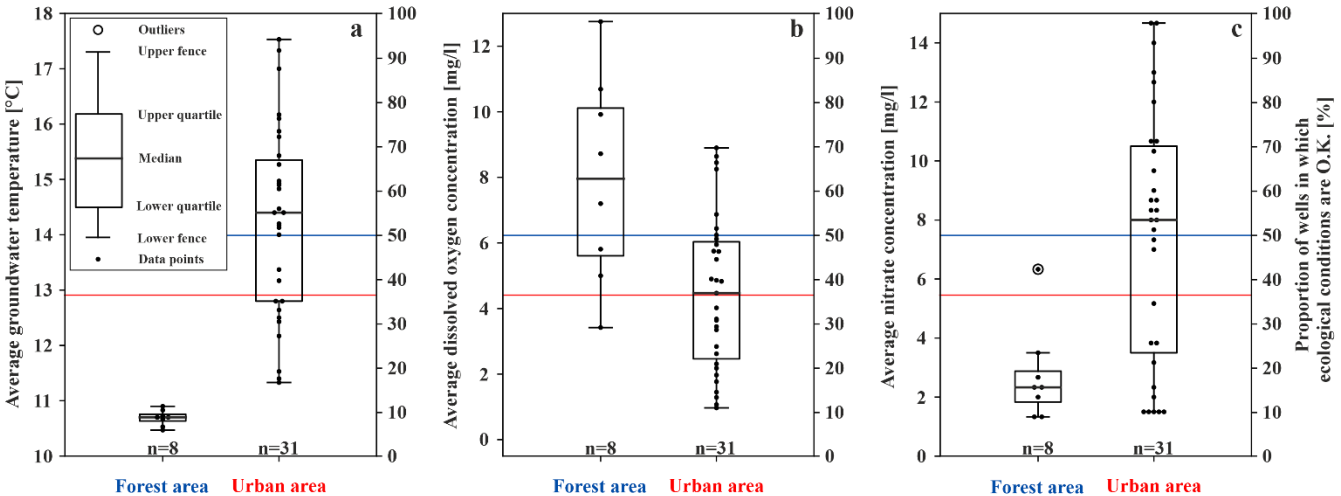 Average groundwater temperature [°C]
18
17
16
15
14
13
12
11
10
Outliers
Upper fence
Upper quartile
Median
Lower quartile
Lower fence
Data points
a
100
90
80
70
60
50
40
30
20
10
0
n=8
n=31
Forest area
Urban area
Average dissolved oxygen concentration [mg/l]
12
10
8
6
4
2
0
b
100
90
80
70
60
50
40
30
20
10
0
n=8
n=31
Forest area
Urban area
Average nitrate concentration [mg/l]
14
12
10
8
6
4
2
0
c
100
90
80
70
60
50
40
30
20
10
0
n=8
n=31
Forest area
Urban area
Proportion of wells in which
ecological conditions are O.K. [%]